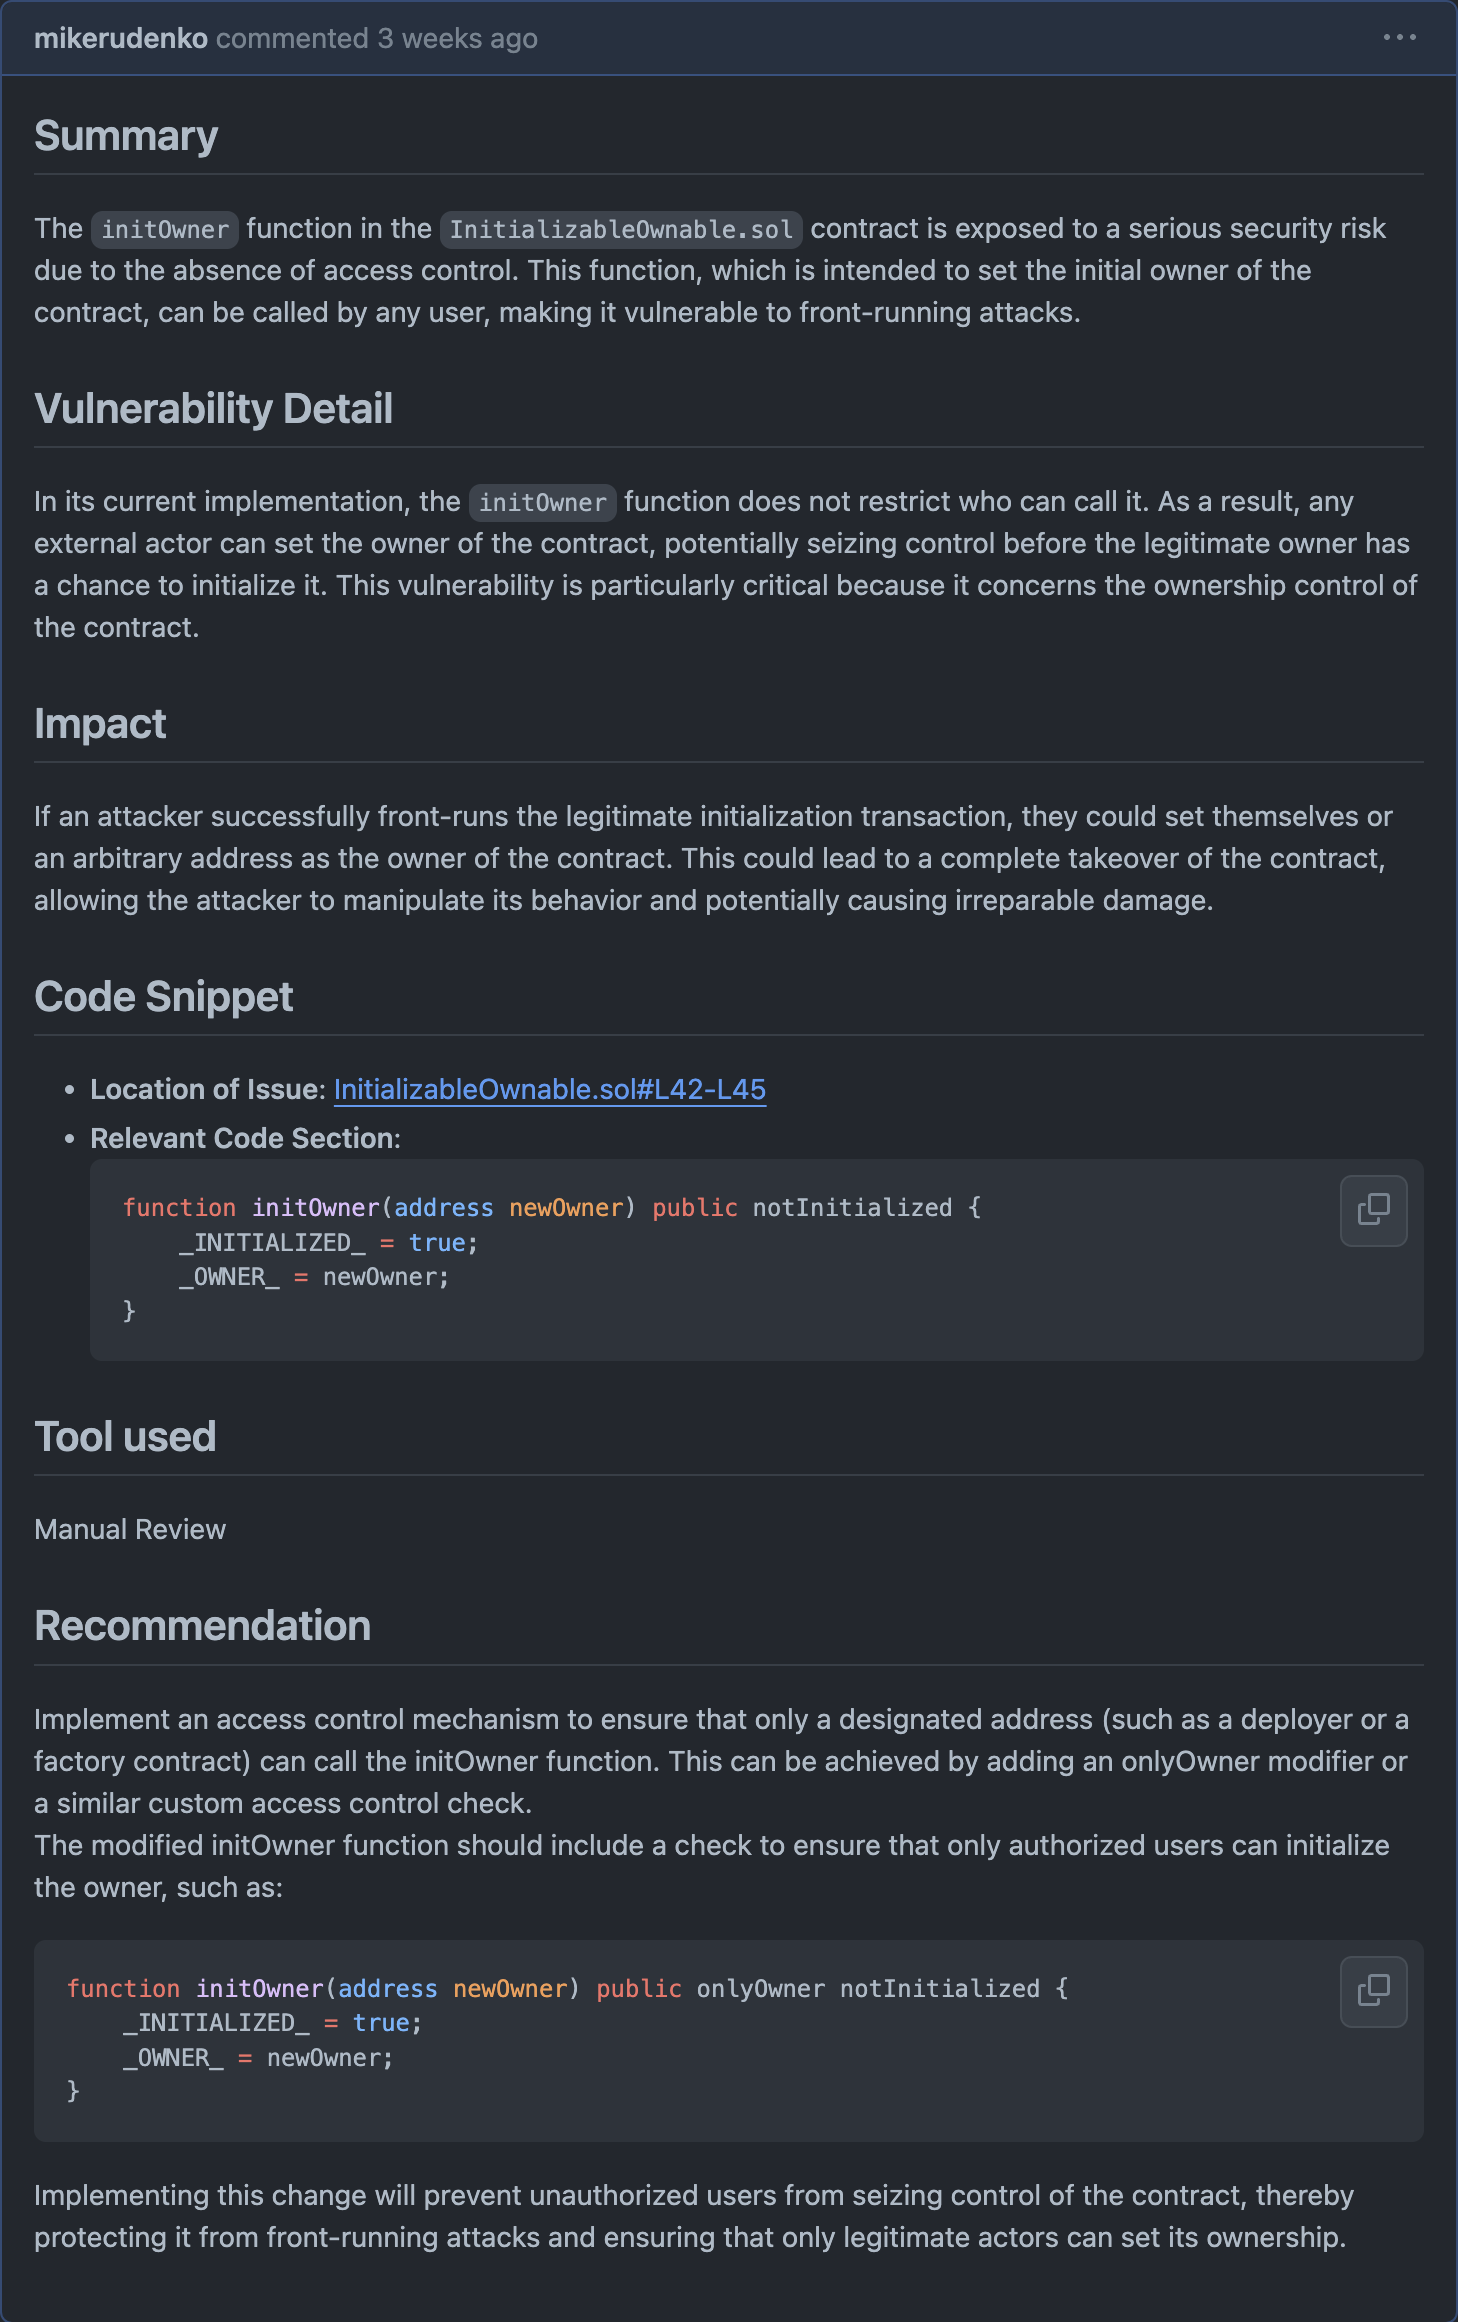 mikerudenko commented 3 weeks ago
Summary
The initOwner function in the InitializableOwnable.sol contract is exposed to a serious security risk
due to the absence of access control. This function, which is intended to set the initial owner of the
contract, can be called by any user, making it vulnerable to front-running attacks.
Vulnerability Detail
In its current implementation, the initOwner function does not restrict who can call it. As a result, any
external actor can set the owner of the contract, potentially seizing control before the legitimate owner has
a chance to initialize it. This vulnerability is particularly critical because it concerns the ownership control of
the contract.
Impact
If an attacker successfully front-runs the legitimate initialization transaction, they could set themselves or
an arbitrary address as the owner of the contract. This could lead to a complete takeover of the contract,
allowing the attacker to manipulate its behavior and potentially causing irreparable damage.
Code Snippet
• Location of Issue: InitializableOwnable.sol#L42-L45
• Relevant Code Section:
function initOwner(address newOwner) public notInitialized {
    _INITIALIZED_ = true;
    _OWNER_ = newOwner;
}
Tool used
Manual Review
Recommendation
Implement an access control mechanism to ensure that only a designated address (such as a deployer or a
factory contract) can call the initOwner function. This can be achieved by adding an onlyOwner modifier or
a similar custom access control check.
The modified initOwner function should include a check to ensure that only authorized users can initialize
the owner, such as:
function initOwner(address newOwner) public onlyOwner notInitialized {
    _INITIALIZED_ = true;
    _OWNER_ = newOwner;
}
Implementing this change will prevent unauthorized users from seizing control of the contract, thereby
protecting it from front-running attacks and ensuring that only legitimate actors can set its ownership.